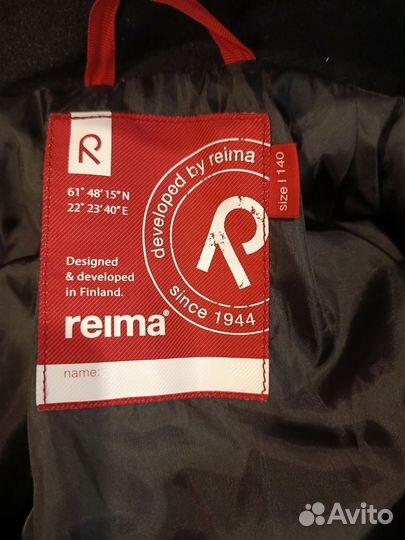 R
61° 48' 15" N
22° 23' 40" E
Designed
& developed
in Finland.
reima®
name:
developed by reima
R
since 1944
size | 140
Avito